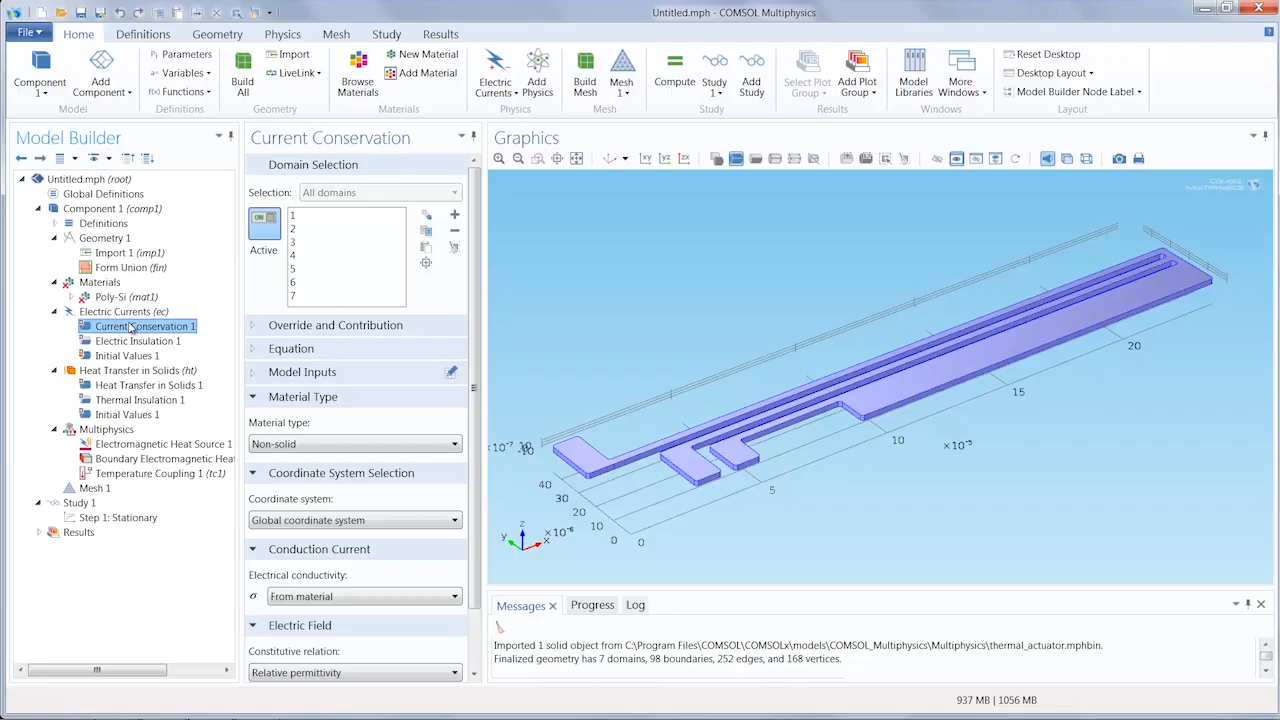 Untitled.mph - COMSOL Multiphysics
File Home Definitions Geometry Physics Mesh Study Results
Component 1
Add Component
Model
Parameters
Variables
Functions
Definitions
Build All
Import
LiveLink
Geometry
Browse Materials
New Material
Add Material
Materials
Electric Currents
Add Physics
Physics
Build Mesh
Mesh 1
Mesh
Compute
Study 1
Add Study
Study
Select Plot Group
Add Plot Group
Results
Model Libraries
More Windows
Windows
Reset Desktop
Desktop Layout
Model Builder Node Label
Layout
Model Builder
Untitled.mph (root)
Global Definitions
Component 1 (comp1)
Definitions
Geometry 1
Import 1 (imp1)
Form Union (fin)
Materials
Poly-Si (mat1)
Electric Currents (ec)
Current Conservation 1
Electric Insulation 1
Initial Values 1
Heat Transfer in Solids (ht)
Heat Transfer in Solids 1
Thermal Insulation 1
Initial Values 1
Multiphysics
Electromagnetic Heat Source 1
Boundary Electromagnetic Heat
Temperature Coupling 1 (tc1)
Mesh 1
Study 1
Step 1: Stationary
Results
Current Conservation
Domain Selection
Selection: All domains
ON
Active
1
2
3
4
5
6
7
Override and Contribution
Equation
Model Inputs
Material Type
Material type:
Non-solid
Coordinate System Selection
Coordinate system:
Global coordinate system
Conduction Current
Electrical conductivity:
σ From material
Electric Field
Constitutive relation:
Relative permittivity
Graphics
COMSOL
MULTIPHYSICS
20
15
10
×10⁻⁵
5
0
40
30
20
10
0
×10⁻⁶
z
y
x
Messages Progress Log
Imported 1 solid object from C:\Program Files\COMSOL\COMSOLx\models\COMSOL_Multiphysics\Multiphysics\thermal_actuator.mphbin.
Finalized geometry has 7 domains, 98 boundaries, 252 edges, and 168 vertices.
937 MB | 1056 MB